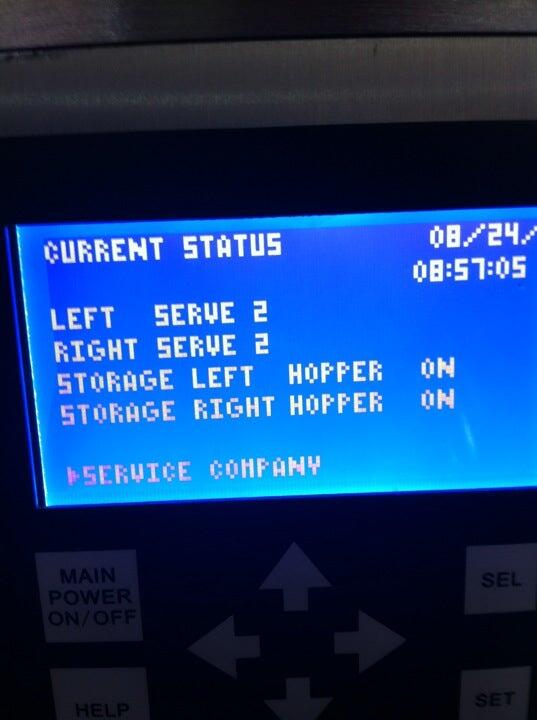 CURRENT STATUS 08/24/
08:57:05
LEFT SERVE 2
RIGHT SERVE 2
STORAGE LEFT HOPPER ON
STORAGE RIGHT HOPPER ON
SERVICE COMPANY
MAIN
POWER
ON/OFF
SEL
HELP
SET